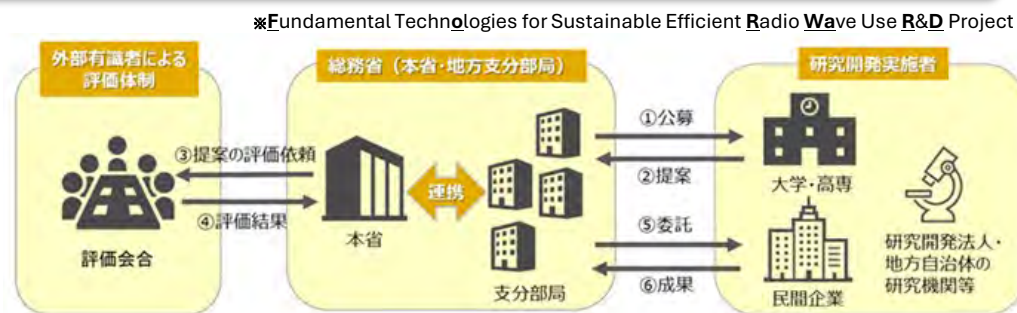 ※Fundamental Technologies for Sustainable Efficient Radio Wave Use R&D Project
外部有識者による
評価体制
総務省（本省・地方支分部局）
研究開発実施者
③提案の評価依頼
④評価結果
評価会合
本省
連携
支分部局
①公募
②提案
⑤委託
⑥成果
大学・高専
民間企業
研究開発法人・
地方自治体の
研究機関等